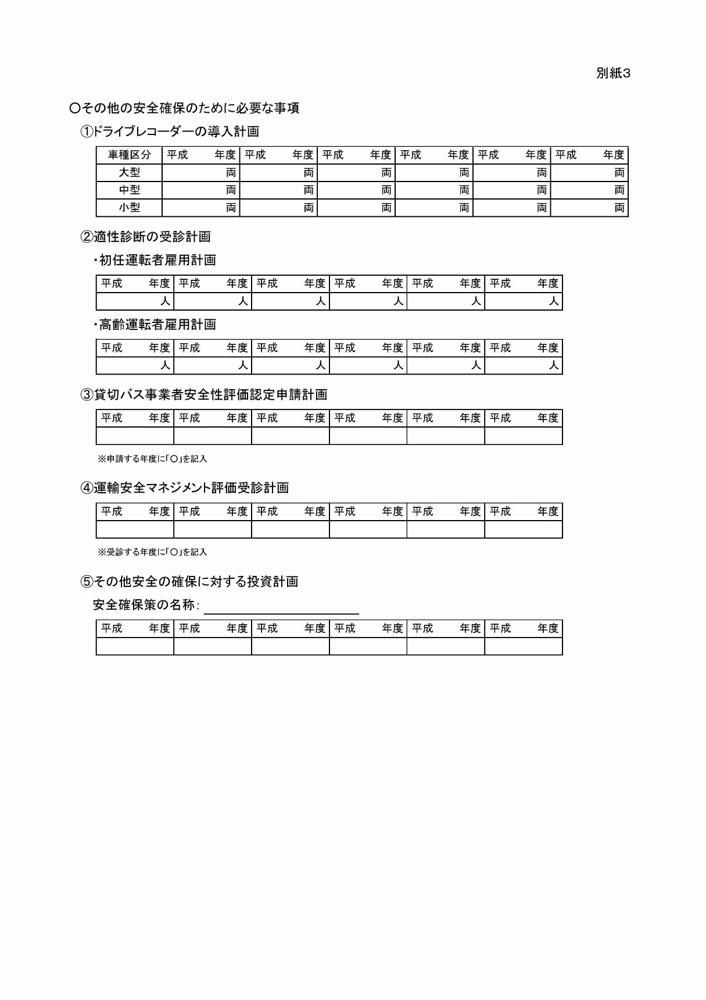 別紙3
〇その他の安全確保のために必要な事項
①ドライブレコーダーの導入計画
車種区分 平成 年度 平成 年度 平成 年度 平成 年度 平成 年度 平成 年度
大型 両 両 両 両 両 両
中型 両 両 両 両 両 両
小型 両 両 両 両 両 両
②適性診断の受診計画
・初任運転者雇用計画
平成 年度 平成 年度 平成 年度 平成 年度 平成 年度 平成 年度
人 人 人 人 人 人
・高齢運転者雇用計画
平成 年度 平成 年度 平成 年度 平成 年度 平成 年度 平成 年度
人 人 人 人 人 人
③貸切バス事業者安全性評価認定申請計画
平成 年度 平成 年度 平成 年度 平成 年度 平成 年度 平成 年度
※申請する年度に「〇」を記入
④運輸安全マネジメント評価受診計画
平成 年度 平成 年度 平成 年度 平成 年度 平成 年度 平成 年度
※受診する年度に「〇」を記入
⑤その他安全の確保に対する投資計画
安全確保策の名称:
平成 年度 平成 年度 平成 年度 平成 年度 平成 年度 平成 年度